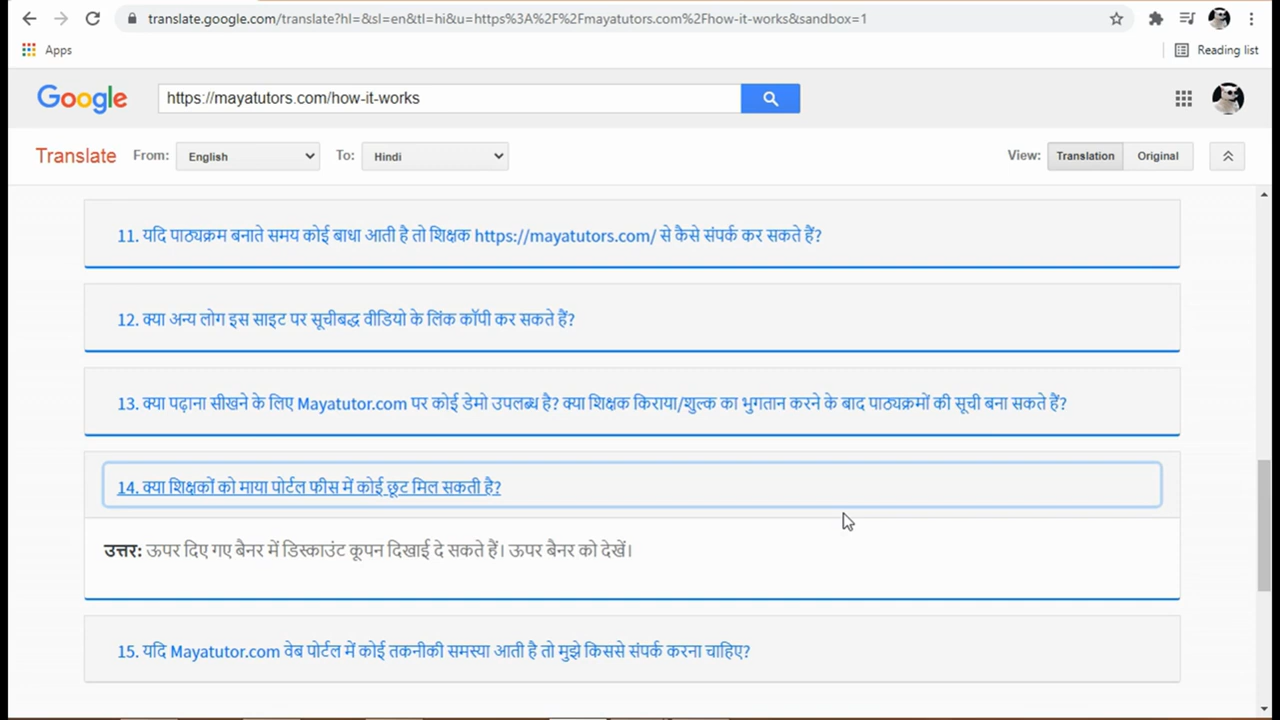 translate.google.com/translate?hl=&sl=en&tl=hi&u=https%3A%2F%2Fmayatutors.com%2Fhow-it-works&sandbox=1
Apps
Reading list
Google
https://mayatutors.com/how-it-works
Translate From: English To: Hindi View: Translation Original
11. यदि पाठ्यक्रम बनाते समय कोई बाधा आती है तो शिक्षक https://mayatutors.com/ से कैसे संपर्क कर सकते हैं?
12. क्या अन्य लोग इस साइट पर सूचीबद्ध वीडियो के लिंक कॉपी कर सकते हैं?
13. क्या पढ़ाना सीखने के लिए Mayatutor.com पर कोई डेमो उपलब्ध है? क्या शिक्षक किराया/शुल्क का भुगतान करने के बाद पाठ्यक्रमों की सूची बना सकते हैं?
14. क्या शिक्षकों को माया पोर्टल फीस में कोई छूट मिल सकती है?
उत्तर: ऊपर दिए गए बैनर में डिस्काउंट कूपन दिखाई दे सकते हैं। ऊपर बैनर को देखें।
15. यदि Mayatutor.com वेब पोर्टल में कोई तकनीकी समस्या आती है तो मुझे किससे संपर्क करना चाहिए?